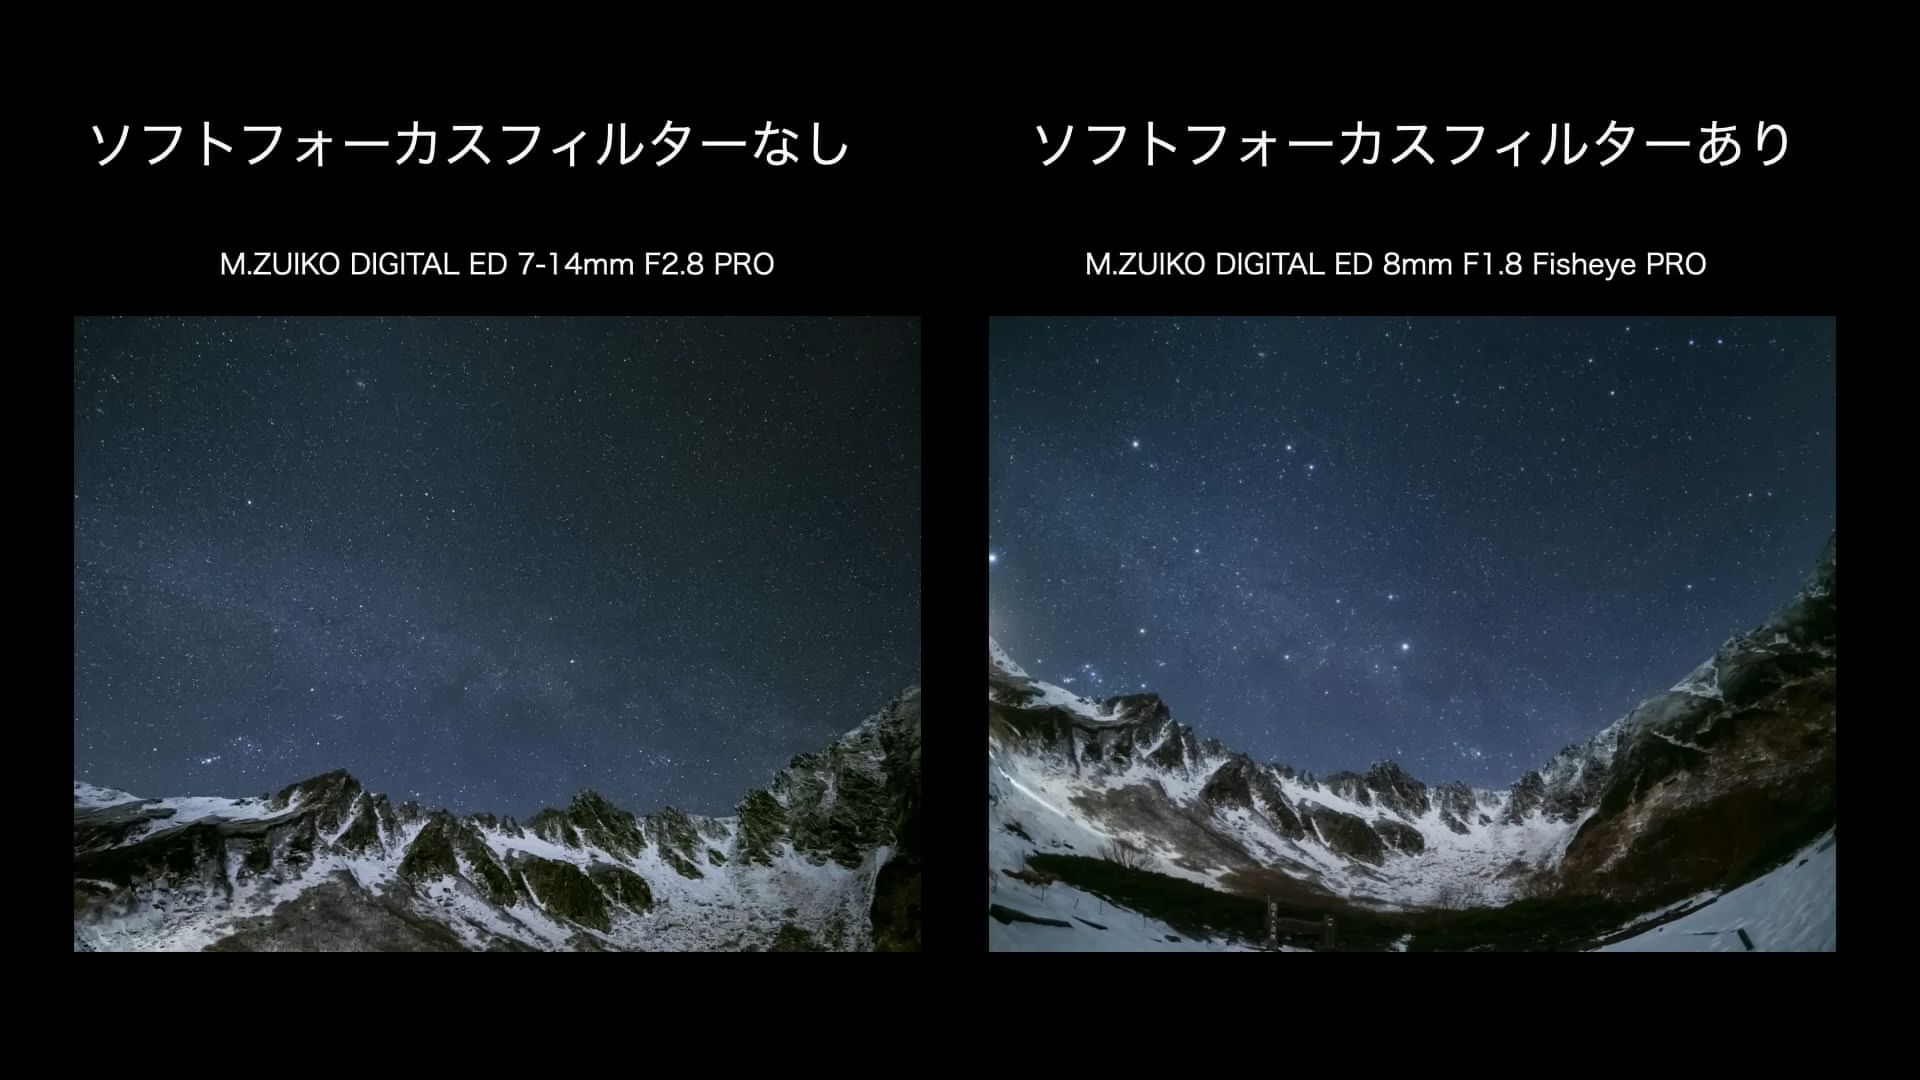 ソフトフォーカスフィルターなし
ソフトフォーカスフィルターあり
M.ZUIKO DIGITAL ED 7-14mm F2.8 PRO
M.ZUIKO DIGITAL ED 8mm F1.8 Fisheye PRO